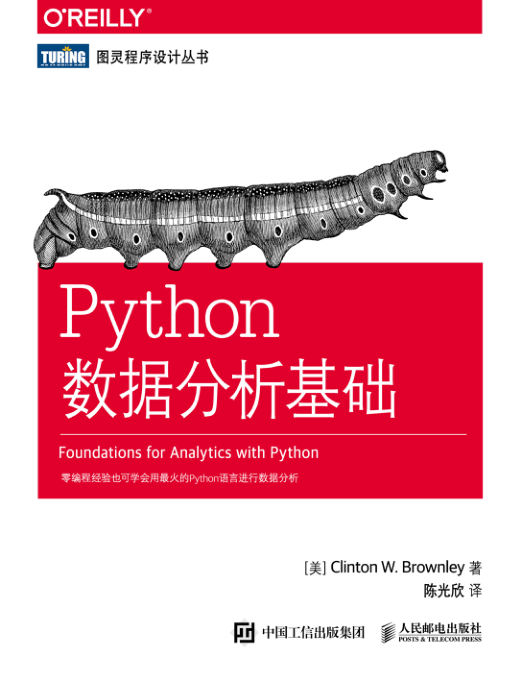 O'REILLY®
TURING 图灵程序设计丛书
Python
数据分析基础
Foundations for Analytics with Python
零编程经验也可学会用最火的Python语言进行数据分析
[美] Clinton W. Brownley 著
陈光欣 译
中国工信出版集团 人民邮电出版社
POSTS & TELECOM PRESS